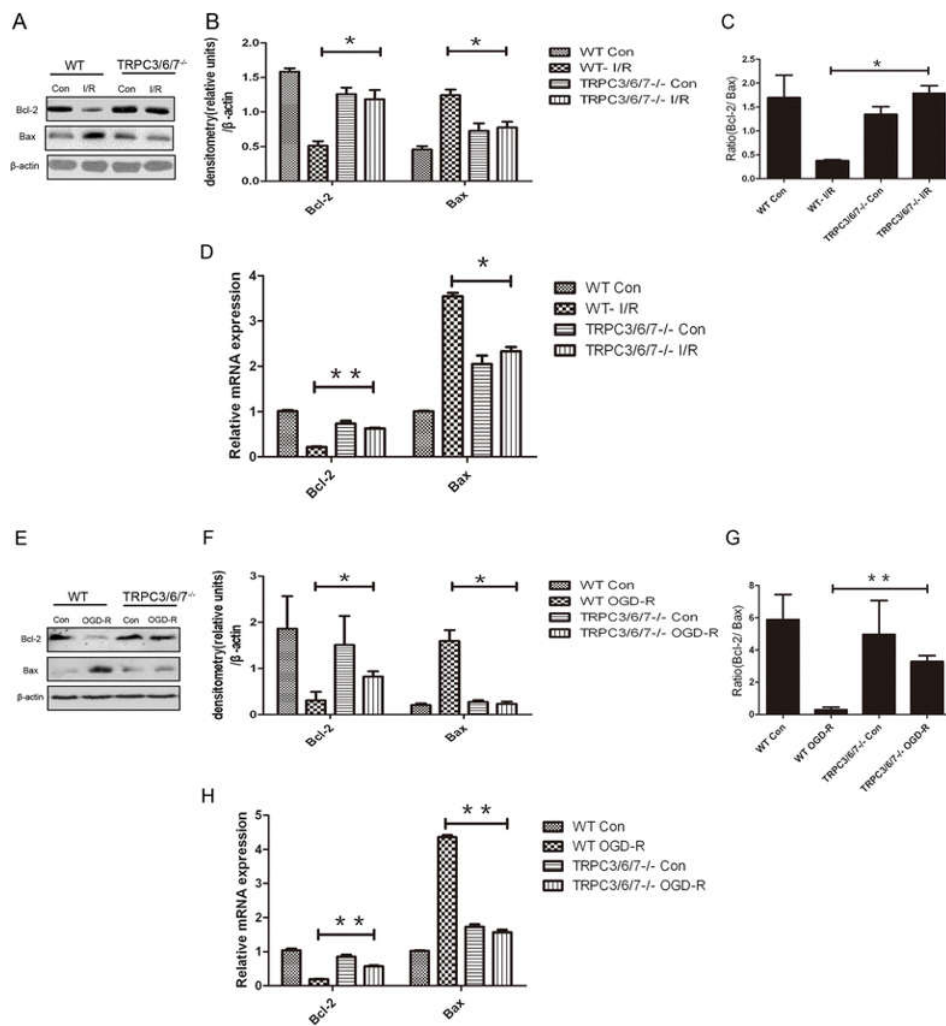 A
WT TRPC3/6/7-/-
Con I/R Con I/R
Bcl-2
Bax
β-actin
B
densitometry(relative units)
/β-actin
2.0
1.5
1.0
0.5
0.0
*
*
Bcl-2
Bax
WT Con
WT- I/R
TRPC3/6/7-/- Con
TRPC3/6/7-/- I/R
C
Ratio(Bcl-2/ Bax)
2.5
2.0
1.5
1.0
0.5
0.0
*
WT Con
WT- I/R
TRPC3/6/7-/- Con
TRPC3/6/7-/- I/R
D
Relative mRNA expression
4
3
2
1
0
* *
*
Bcl-2
Bax
WT Con
WT- I/R
TRPC3/6/7-/- Con
TRPC3/6/7-/- I/R
E
WT TRPC3/6/7-/-
Con OGD-R Con OGD-R
Bcl-2
Bax
β-actin
F
densitometry(relative units)
/β-actin
3
2
1
0
*
*
Bcl-2
Bax
WT Con
WT OGD-R
TRPC3/6/7-/- Con
TRPC3/6/7-/- OGD-R
G
Ratio(Bcl-2/ Bax)
8
6
4
2
0
* *
WT Con
WT OGD-R
TRPC3/6/7-/- Con
TRPC3/6/7-/- OGD-R
H
Relative mRNA expression
5
4
3
2
1
0
* *
* *
Bcl-2
Bax
WT Con
WT OGD-R
TRPC3/6/7-/- Con
TRPC3/6/7-/- OGD-R